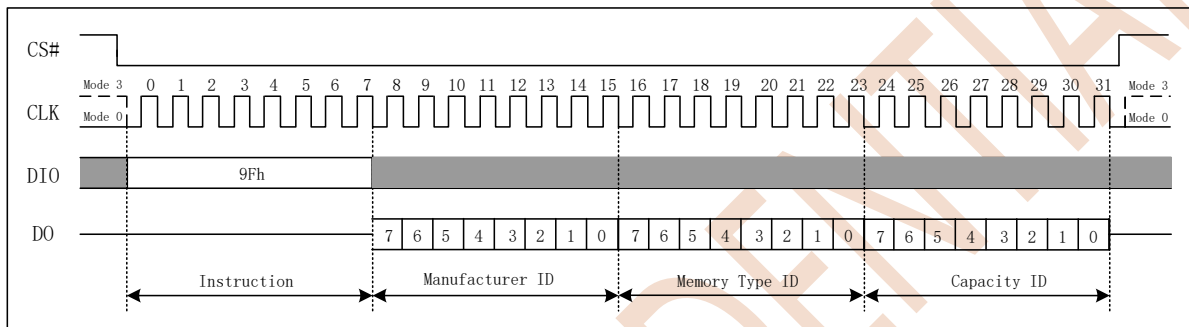 CS#
Mode 3 0 1 2 3 4 5 6 7 8 9 10 11 12 13 14 15 16 17 18 19 20 21 22 23 24 25 26 27 28 29 30 31 Mode 3
CLK
Mode 0 Mode 0
DIO 9Fh
DO 7 6 5 4 3 2 1 0 7 6 5 4 3 2 1 0 7 6 5 4 3 2 1 0
Instruction Manufacturer ID Memory Type ID Capacity ID